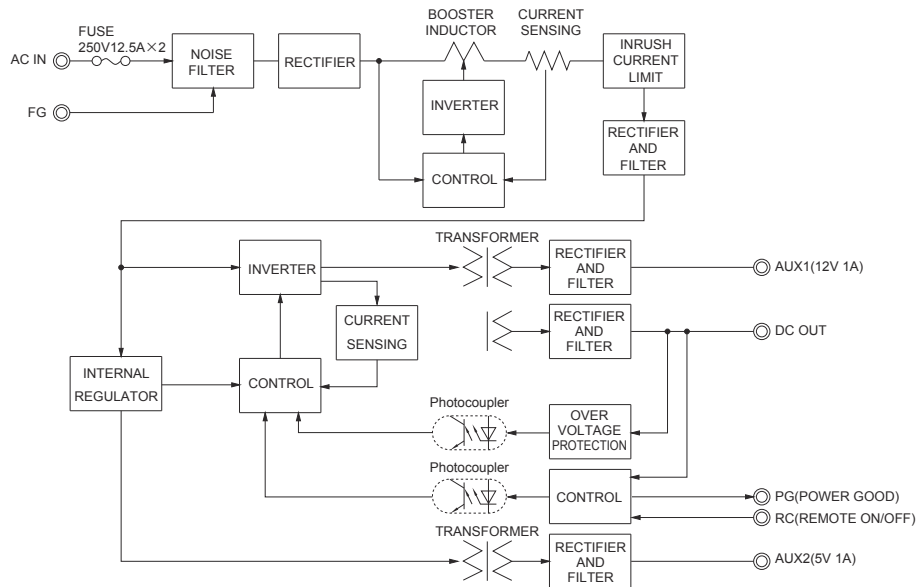 BOOSTER
INDUCTOR
CURRENT
SENSING
FUSE
250V12.5A×2
AC IN
NOISE
FILTER
RECTIFIER
INRUSH
CURRENT
LIMIT
FG
INVERTER
RECTIFIER
AND
FILTER
CONTROL
TRANSFORMER
INVERTER
RECTIFIER
AND
FILTER
AUX1(12V 1A)
CURRENT
SENSING
RECTIFIER
AND
FILTER
DC OUT
INTERNAL
REGULATOR
CONTROL
Photocoupler
OVER
VOLTAGE
PROTECTION
Photocoupler
CONTROL
PG(POWER GOOD)
RC(REMOTE ON/OFF)
TRANSFORMER
RECTIFIER
AND
FILTER
AUX2(5V 1A)